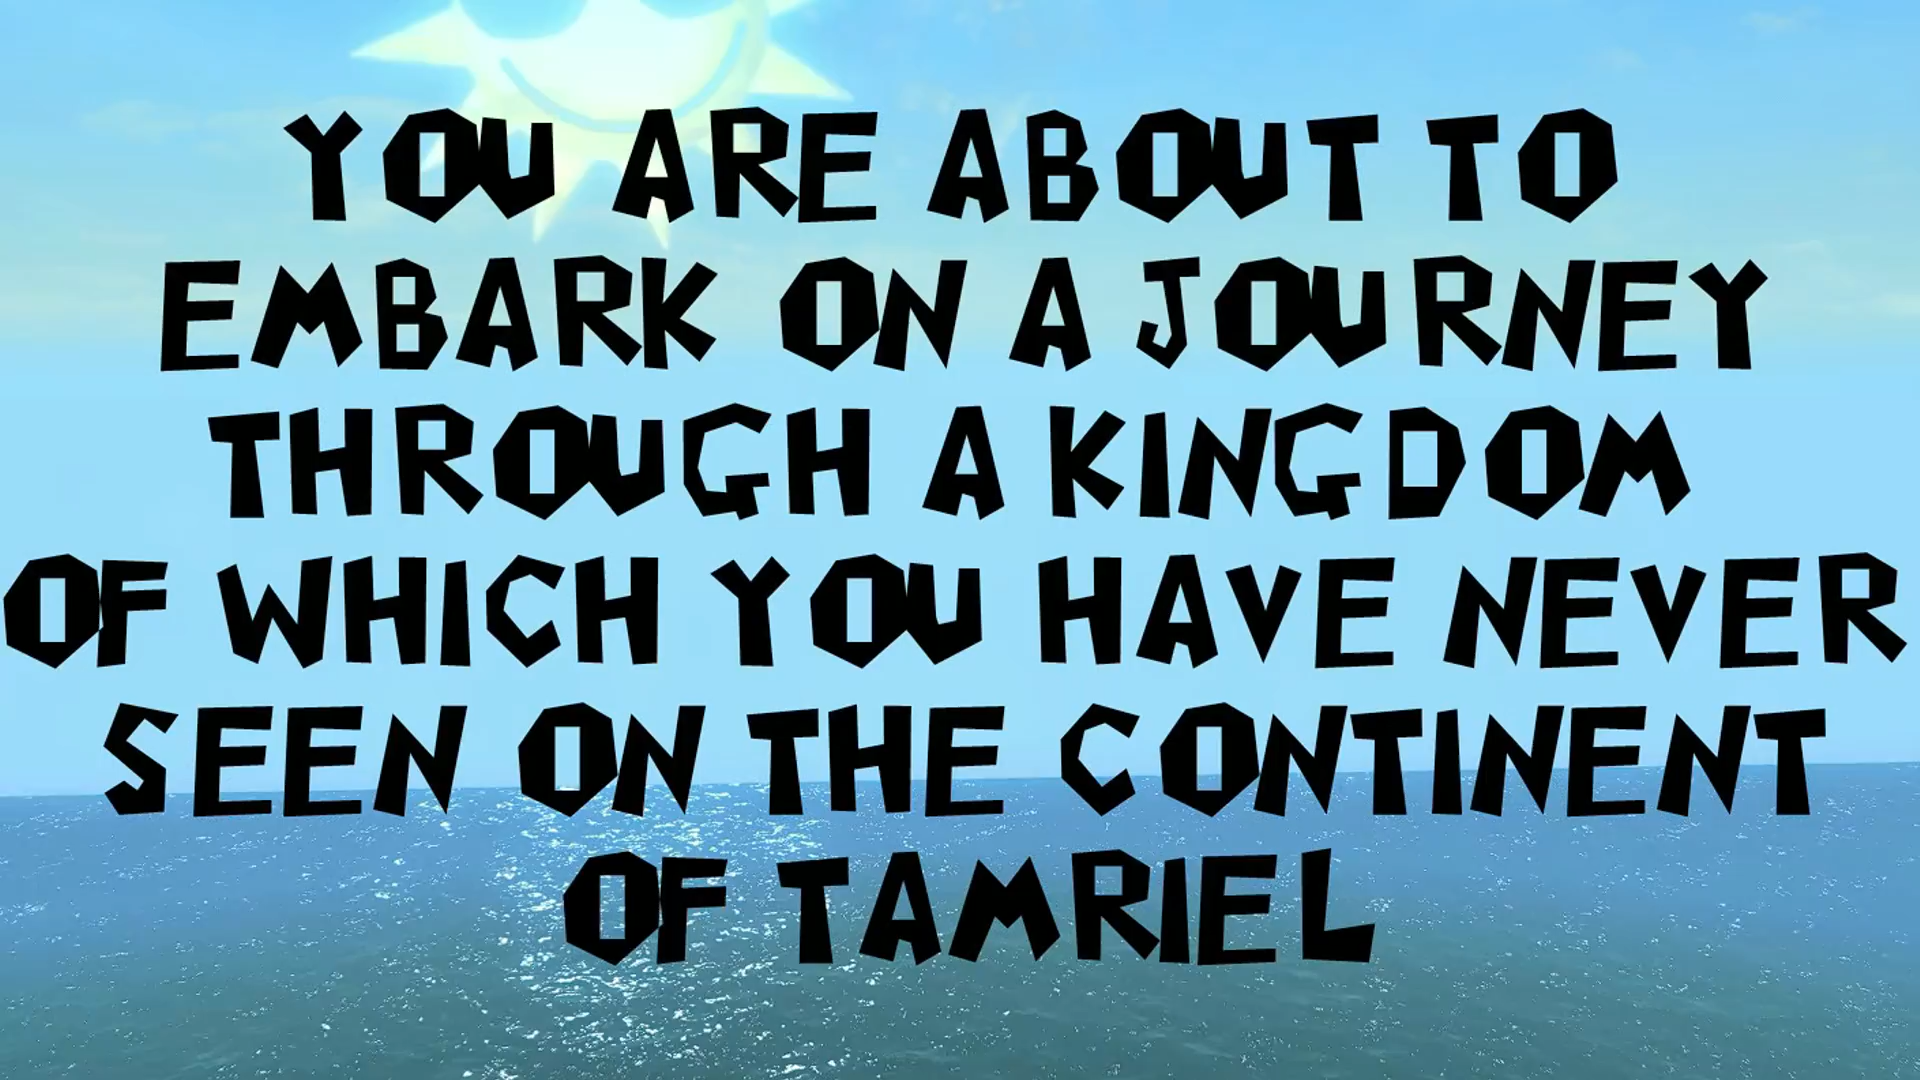 YOU ARE ABOUT TO
EMBARK ON A JOURNEY
THROUGH A KINGDOM
OF WHICH YOU HAVE NEVER
SEEN ON THE CONTINENT
OF TAMRIEL